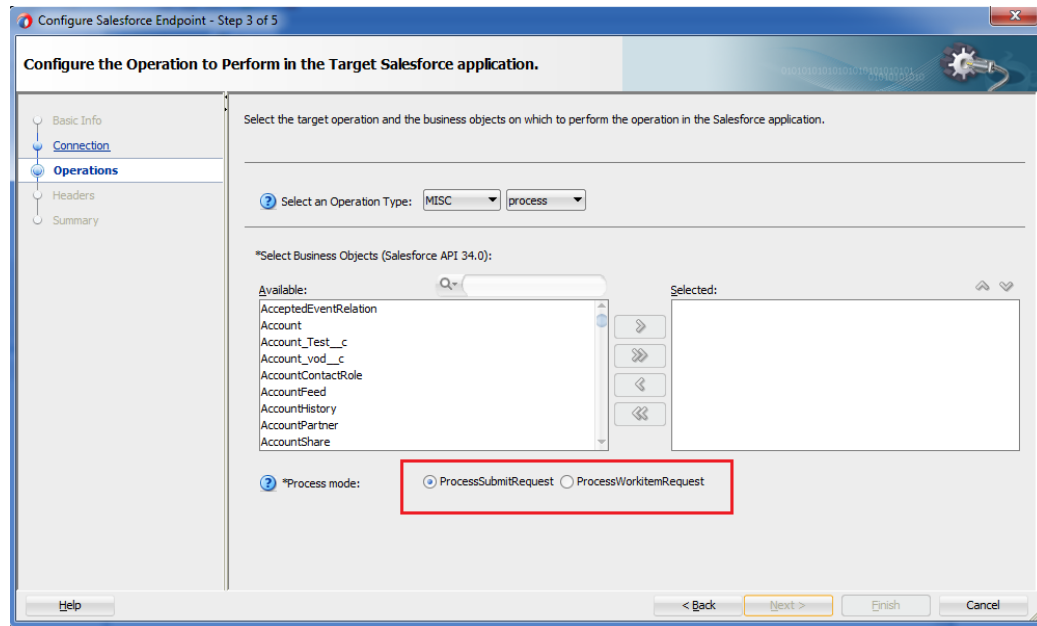 Configure Salesforce Endpoint - Step 3 of 5
x
Configure the Operation to Perform in the Target Salesforce application.
Basic Info
Connection
Operations
Headers
Summary
Select the target operation and the business objects on which to perform the operation in the Salesforce application.
? Select an Operation Type: MISC process
*Select Business Objects (Salesforce API 34.0):
Available:
Selected:
AcceptedEventRelation
Account
Account_Test__c
Account_vod__c
AccountContactRole
AccountFeed
AccountHistory
AccountPartner
AccountShare
? *Process mode: ProcessSubmitRequest ProcessWorkitemRequest
Help
< Back
Next >
Finish
Cancel